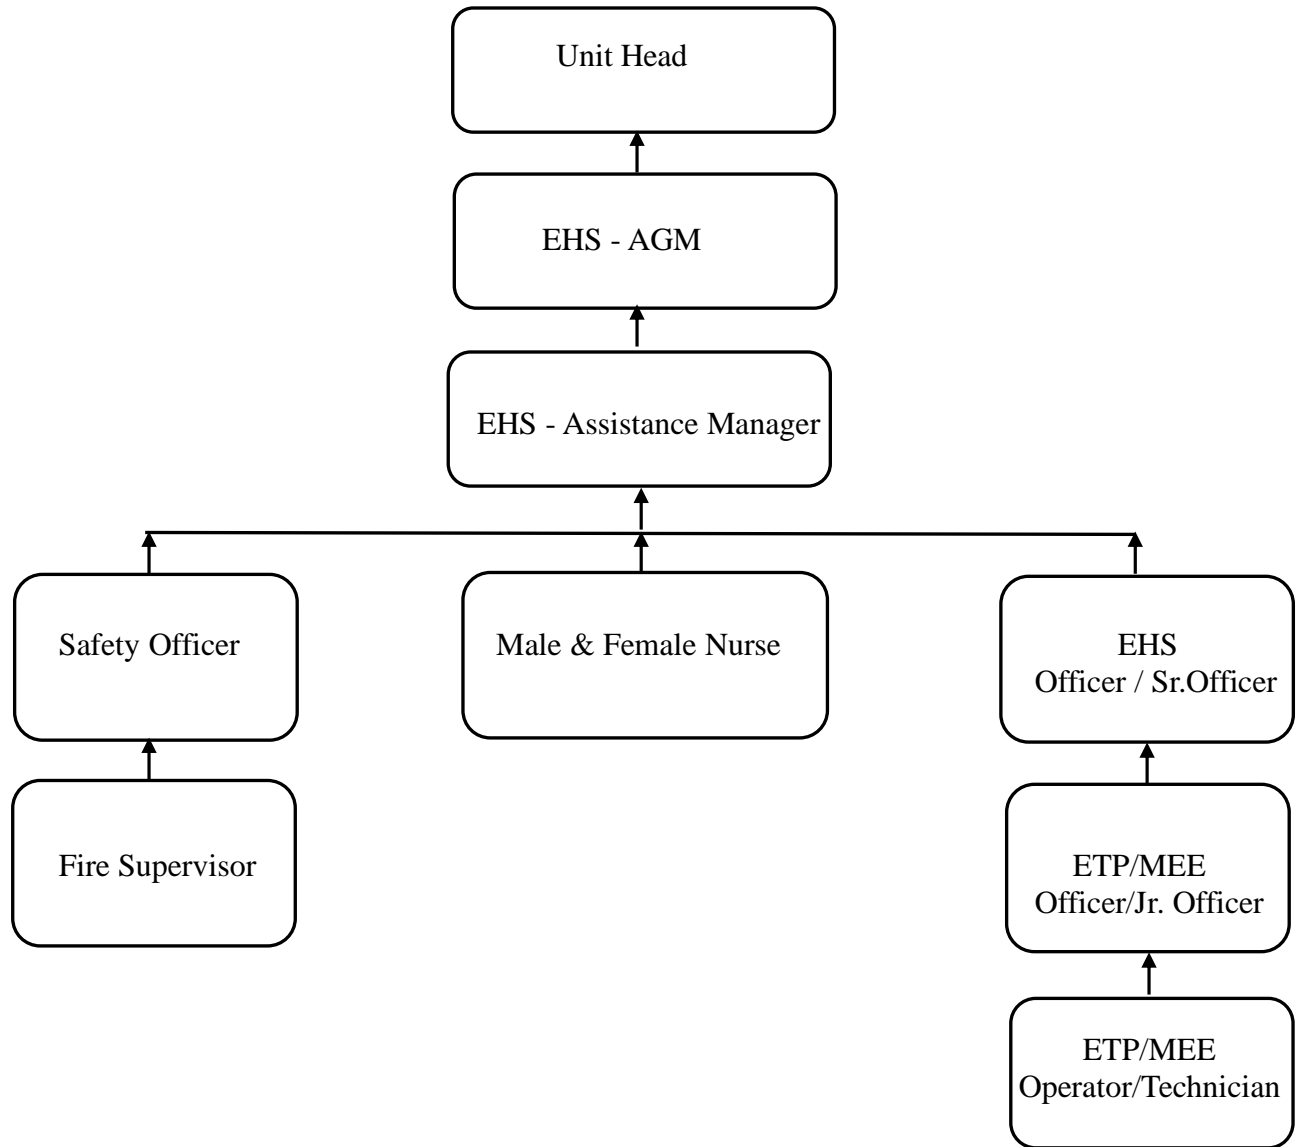 Unit Head
EHS - AGM
EHS - Assistance Manager
Safety Officer
Male & Female Nurse
EHS
Officer / Sr.Officer
Fire Supervisor
ETP/MEE
Officer/Jr. Officer
ETP/MEE
Operator/Technician